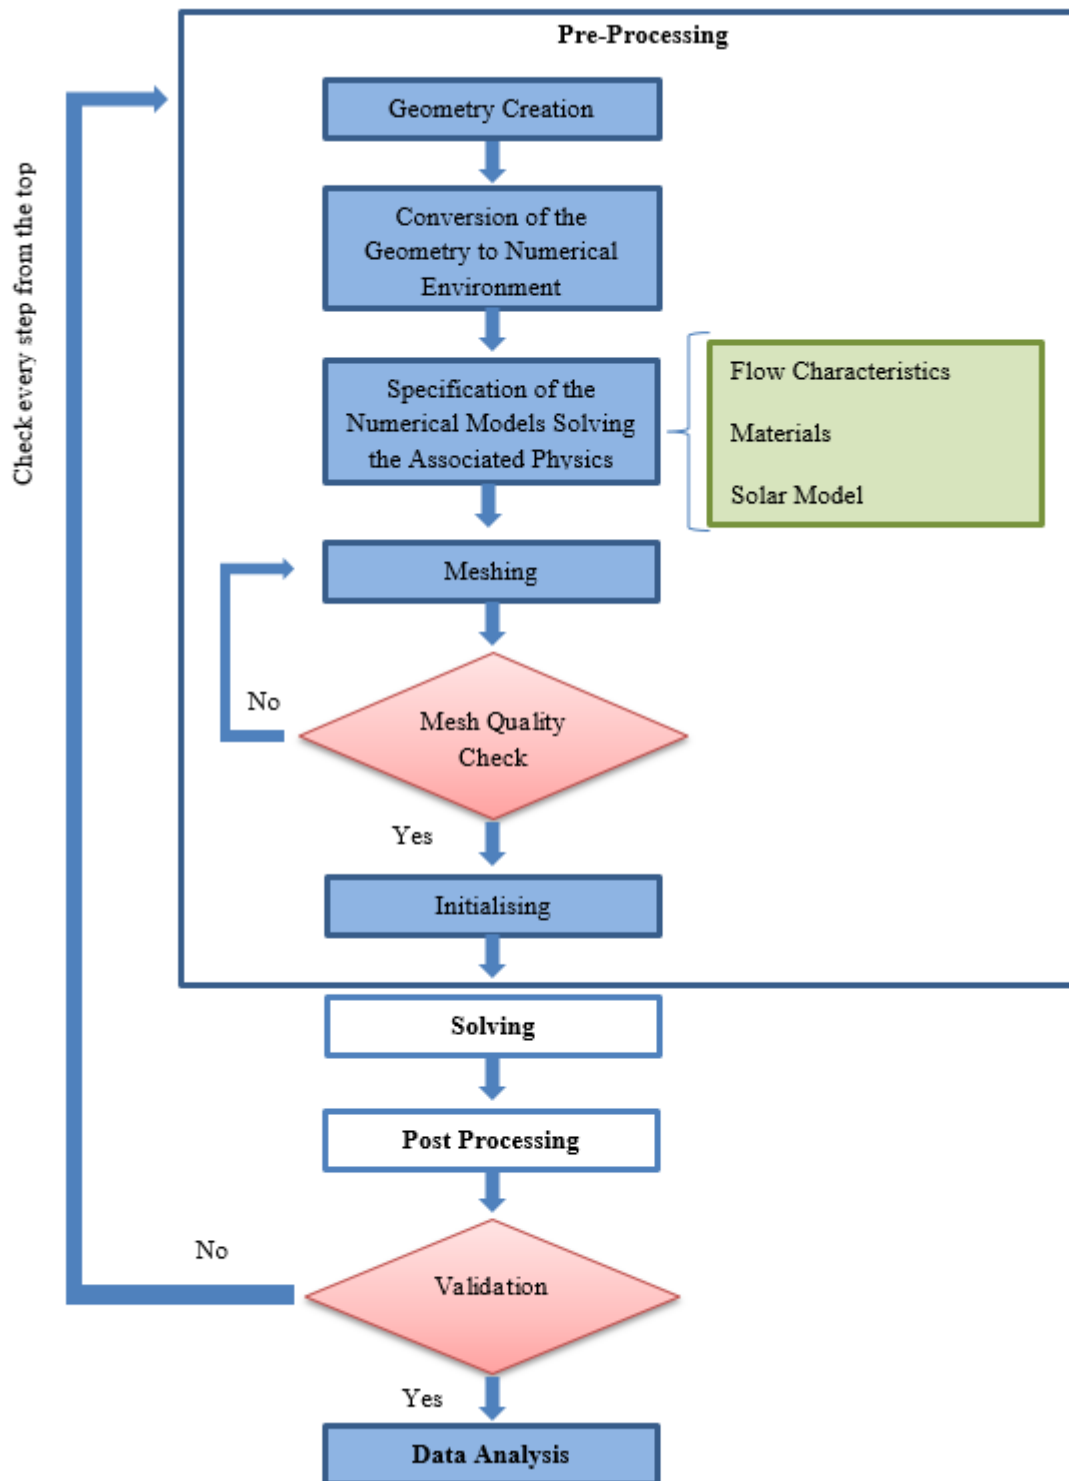 Pre-Processing
Geometry Creation
Conversion of the
Geometry to Numerical
Environment
Specification of the
Numerical Models Solving
the Associated Physics
Flow Characteristics
Materials
Solar Model
Meshing
No
Mesh Quality
Check
Yes
Initialising
Solving
Post Processing
No
Validation
Yes
Data Analysis
Check every step from the top